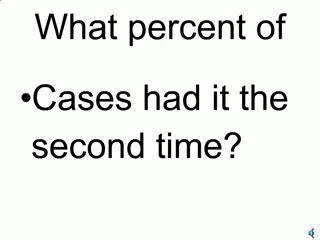 What percent of
•Cases had it the
second time?